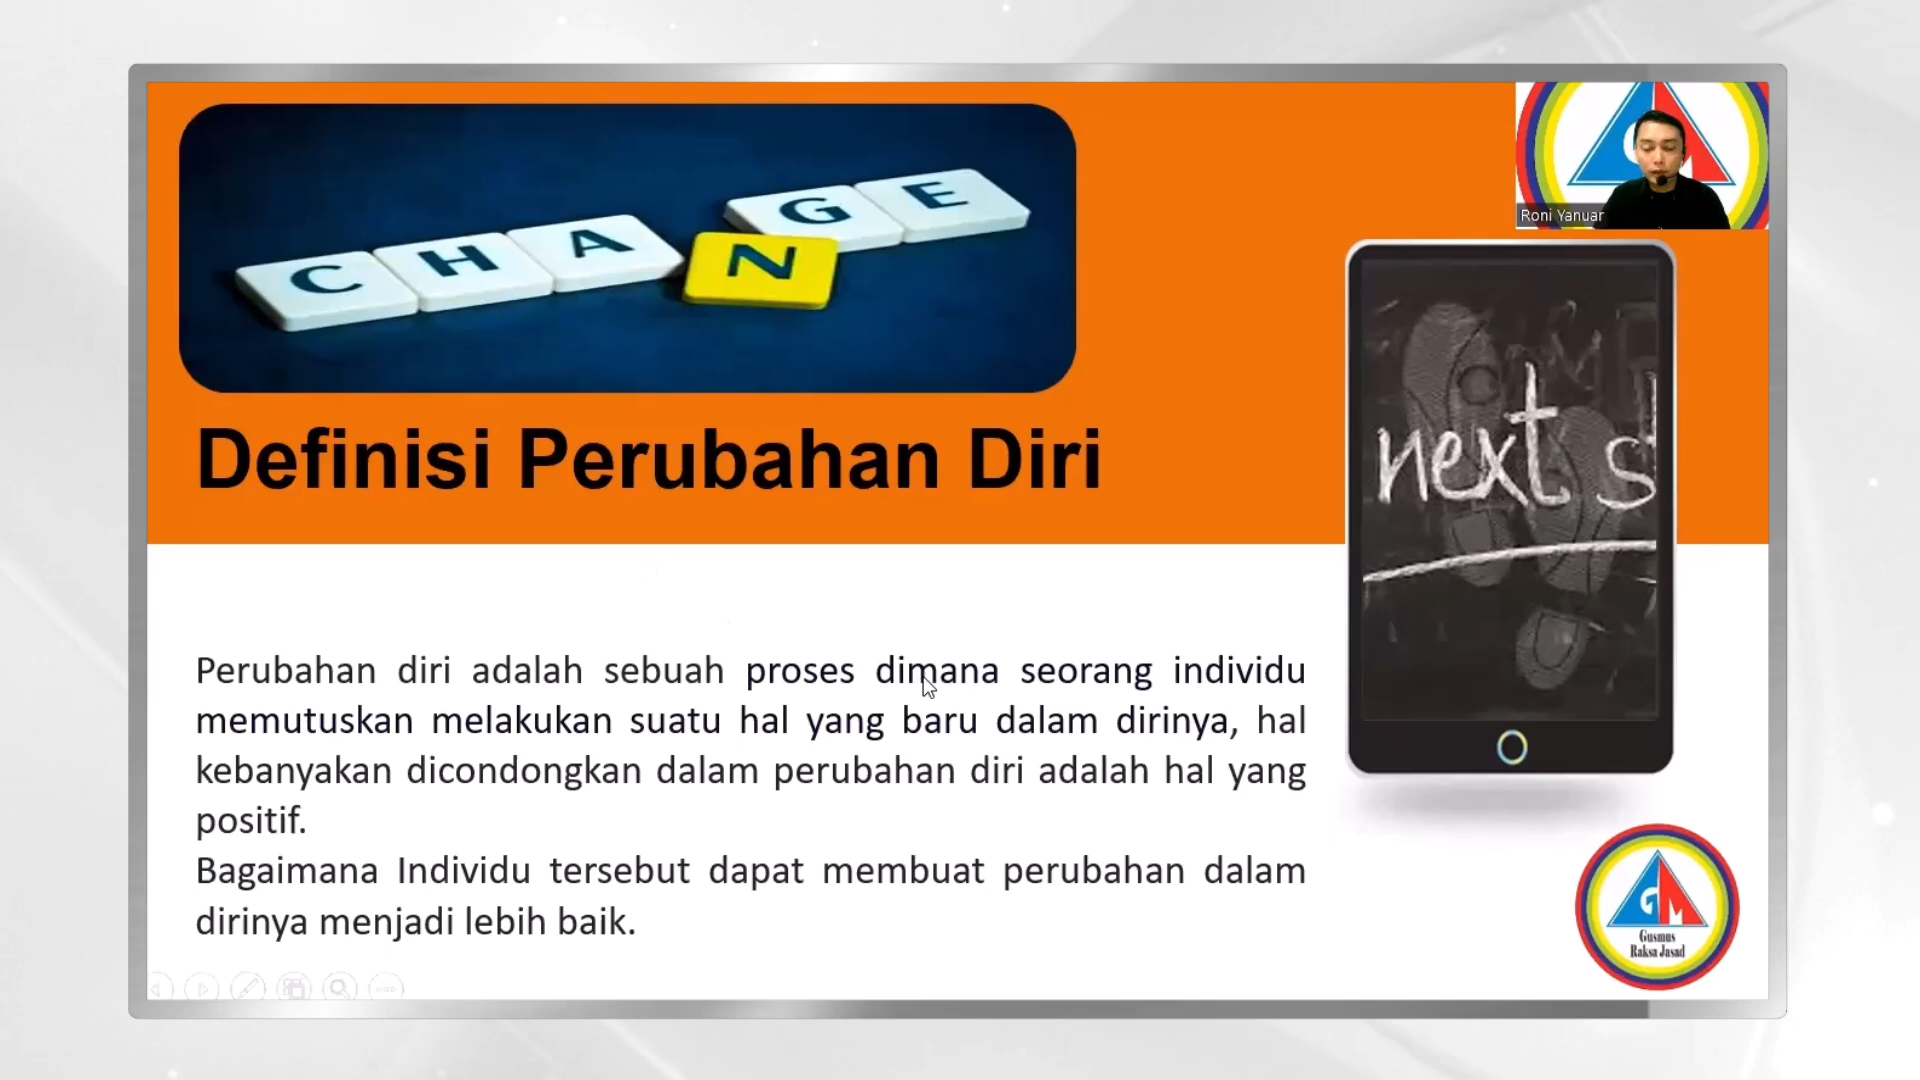 CHANGE
Roni Yanuar
Definisi Perubahan Diri
next s
Perubahan diri adalah sebuah proses dimana seorang individu
memutuskan melakukan suatu hal yang baru dalam dirinya, hal
kebanyakan dicondongkan dalam perubahan diri adalah hal yang
positif.
Bagaimana Individu tersebut dapat membuat perubahan dalam
dirinya menjadi lebih baik.
GM
Gusmus
Raksa Jasad